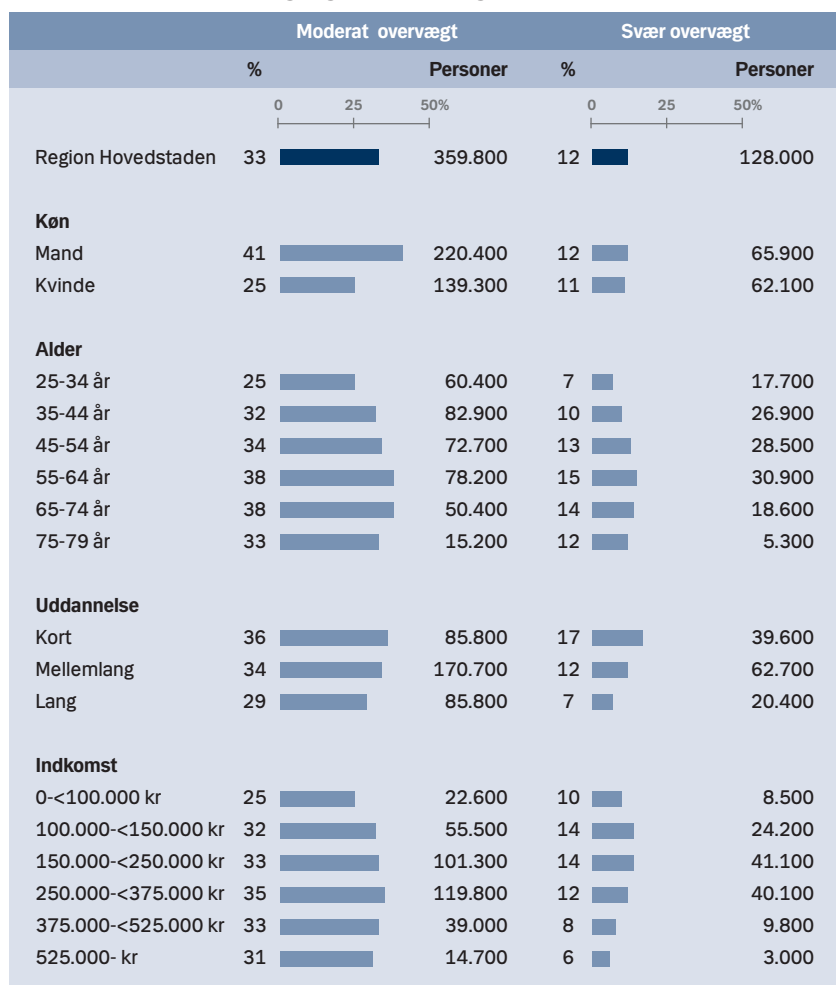 Moderat overvægt Svær overvægt
% Personer % Personer
0 25 50% 0 25 50%
Region Hovedstaden 33 359.800 12 128.000
Køn
Mand 41 220.400 12 65.900
Kvinde 25 139.300 11 62.100
Alder
25-34 år 25 60.400 7 17.700
35-44 år 32 82.900 10 26.900
45-54 år 34 72.700 13 28.500
55-64 år 38 78.200 15 30.900
65-74 år 38 50.400 14 18.600
75-79 år 33 15.200 12 5.300
Uddannelse
Kort 36 85.800 17 39.600
Mellemlang 34 170.700 12 62.700
Lang 29 85.800 7 20.400
Indkomst
0-<100.000 kr 25 22.600 10 8.500
100.000-<150.000 kr 32 55.500 14 24.200
150.000-<250.000 kr 33 101.300 14 41.100
250.000-<375.000 kr 35 119.800 12 40.100
375.000-<525.000 kr 33 39.000 8 9.800
525.000- kr 31 14.700 6 3.000